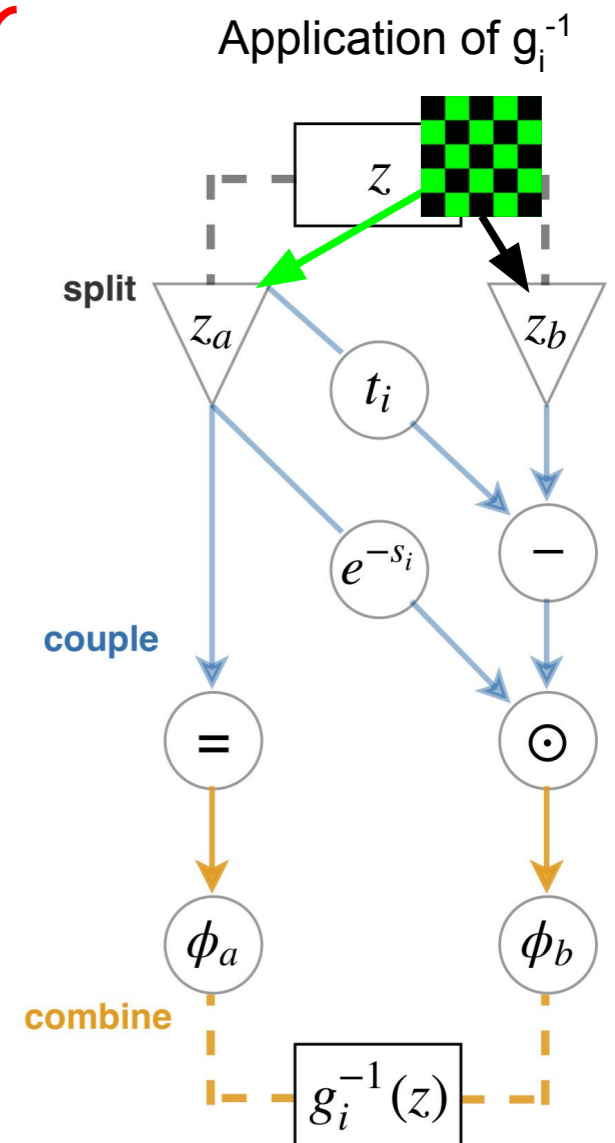 Application of g_i^{-1}
z
split
z_a
z_b
t_i
−
e^{-s_i}
couple
=
⊙
ϕ_a
ϕ_b
combine
g_i^{-1}(z)